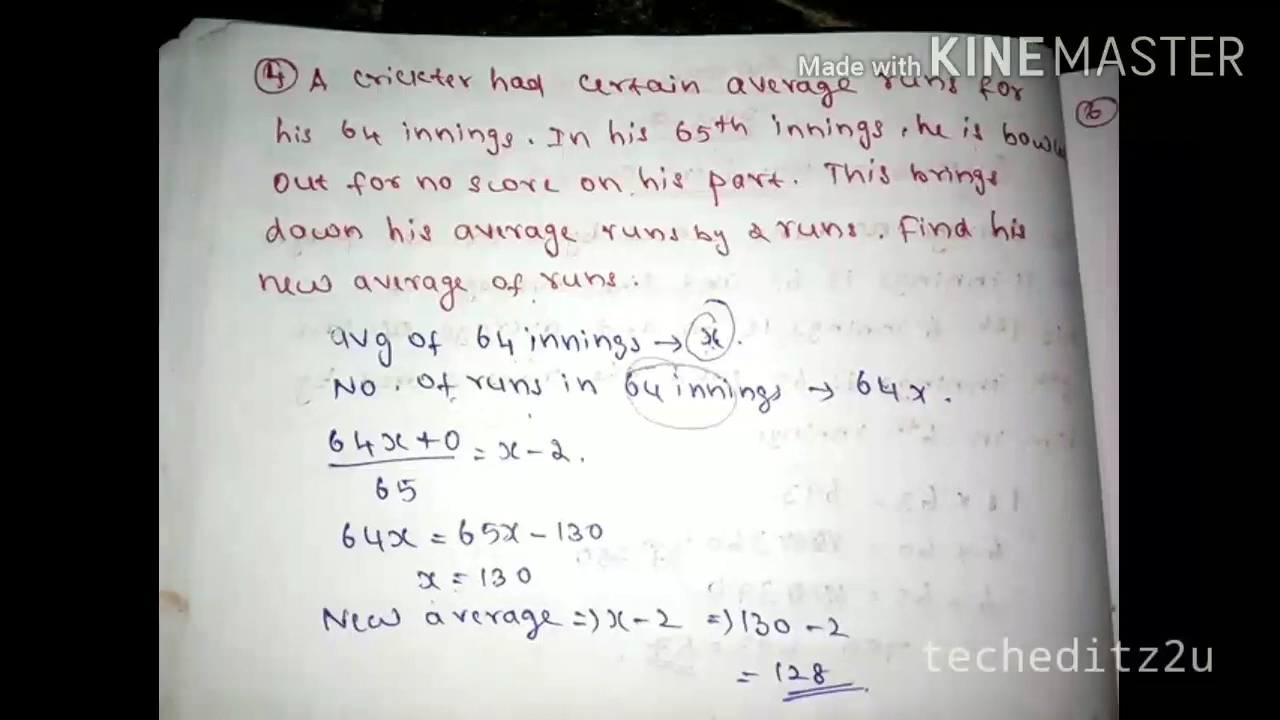 Made with KINEMASTER
④ A crickter had certain average runs for
his 64 innings. In his 65th innings, he is
out for no score on his part. This brings
down his average runs by 2 runs. Find his
new average of runs.
avg of 64 innings → x.
No. of runs in 64 innings → 64x.
64x+0
= x-2.
65
64x = 65x - 130
x = 130
New average => x-2 => 130-2
= 128
techeditz2u